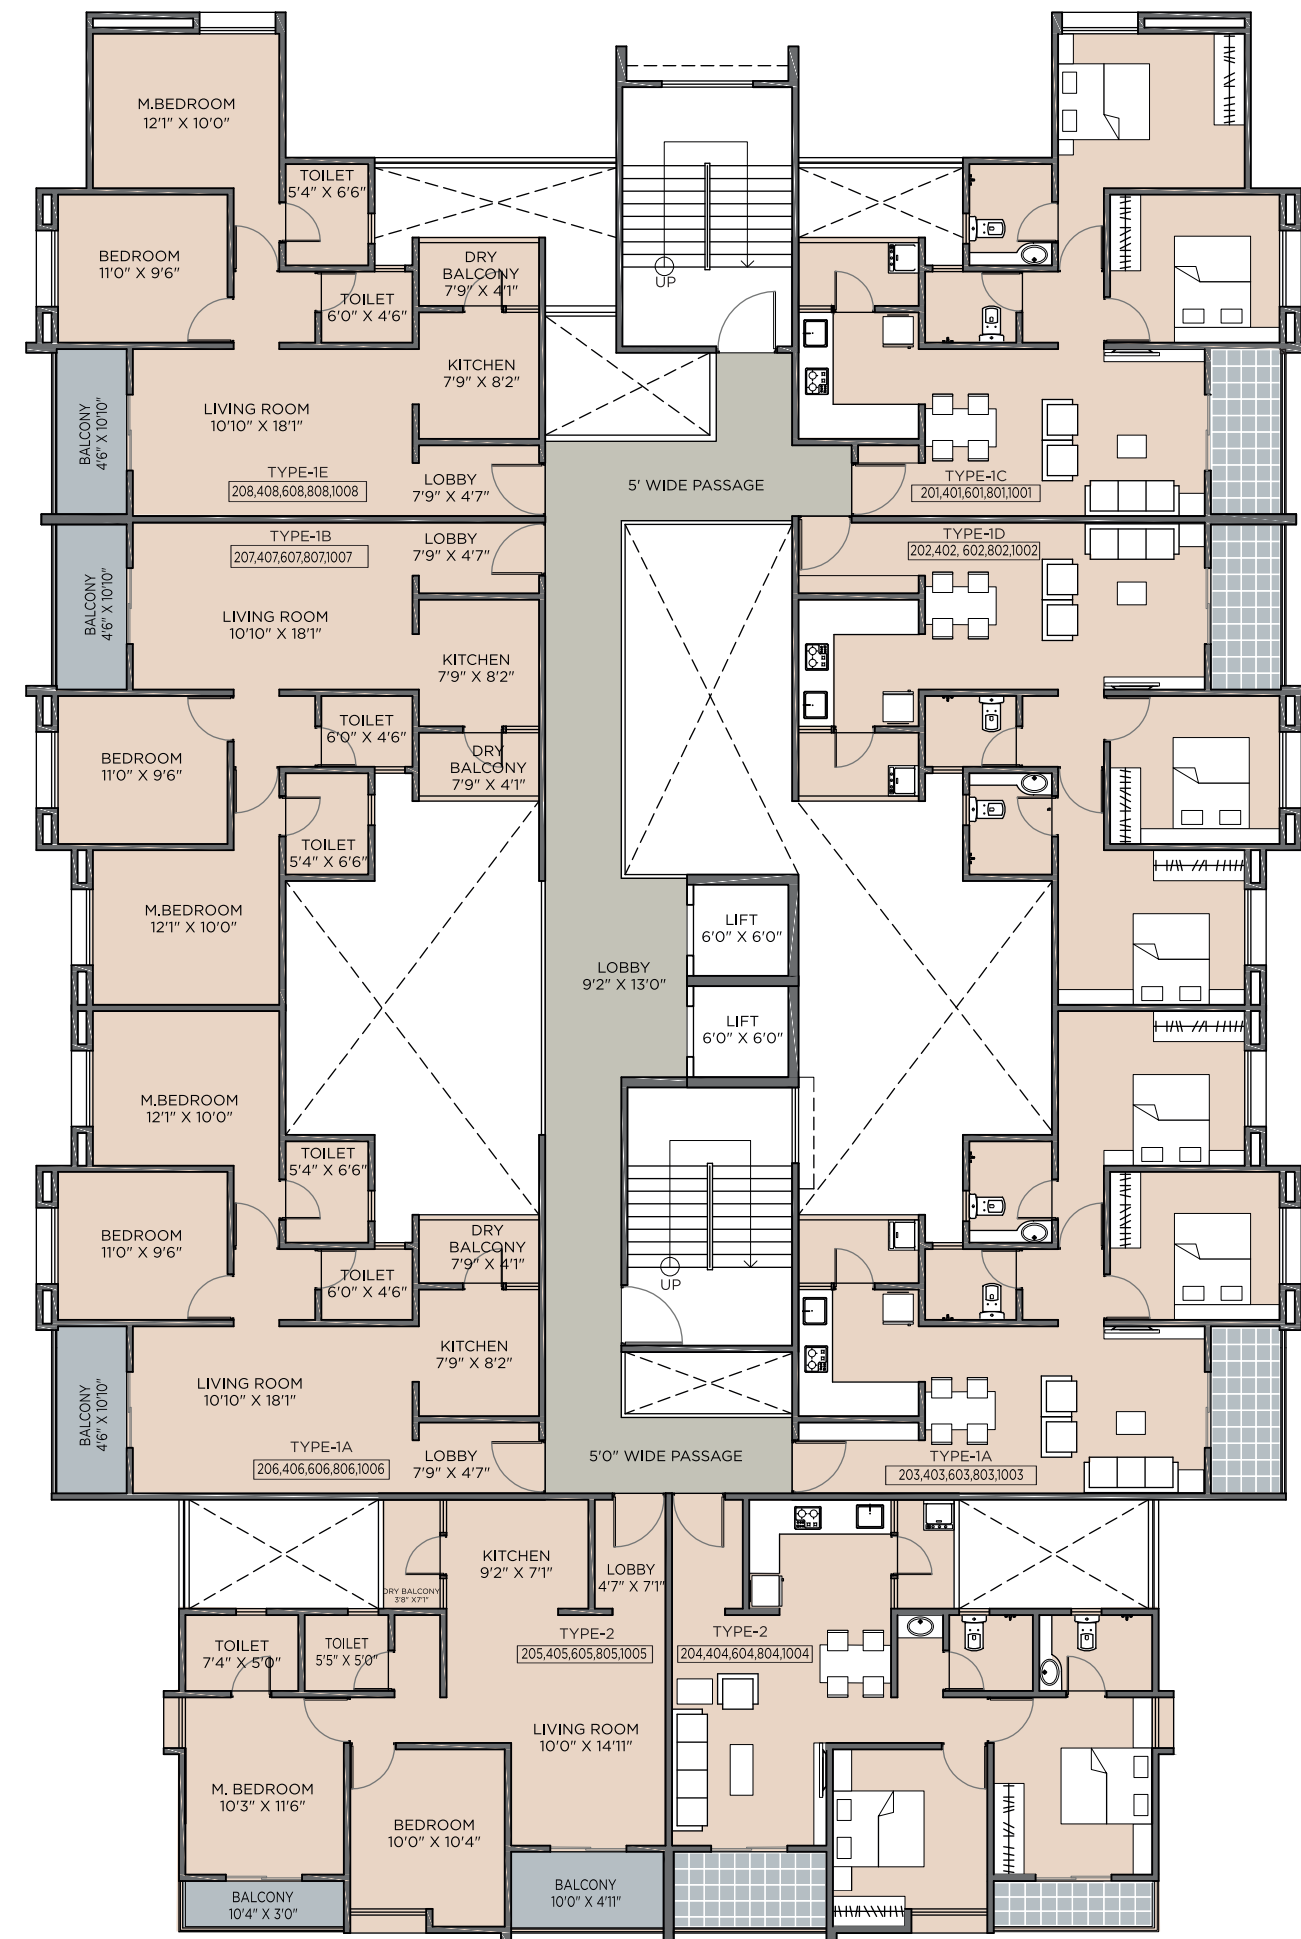 M.BEDROOM
12'1" X 10'0"
TOILET
5'4" X 6'6"
BEDROOM
11'0" X 9'6"
TOILET
6'0" X 4'6"
DRY
BALCONY
7'9" X 4'1"
UP
KITCHEN
7'9" X 8'2"
BALCONY
4'6" X 10'10"
LIVING ROOM
10'10" X 18'1"
TYPE-1E
208,408,608,808,1008
LOBBY
7'9" X 4'7"
5' WIDE PASSAGE
TYPE-1C
201,401,601,801,1001
TYPE-1B
207,407,607,807,1007
LOBBY
7'9" X 4'7"
TYPE-1D
202,402, 602,802,1002
BALCONY
4'6" X 10'10"
LIVING ROOM
10'10" X 18'1"
KITCHEN
7'9" X 8'2"
BEDROOM
11'0" X 9'6"
TOILET
6'0" X 4'6"
DRY
BALCONY
7'9" X 4'1"
TOILET
5'4" X 6'6"
M.BEDROOM
12'1" X 10'0"
LIFT
6'0" X 6'0"
LOBBY
9'2" X 13'0"
LIFT
6'0" X 6'0"
M.BEDROOM
12'1" X 10'0"
TOILET
5'4" X 6'6"
BEDROOM
11'0" X 9'6"
TOILET
6'0" X 4'6"
DRY
BALCONY
7'9" X 4'1"
UP
KITCHEN
7'9" X 8'2"
BALCONY
4'6" X 10'10"
LIVING ROOM
10'10" X 18'1"
TYPE-1A
206,406,606,806,1006
LOBBY
7'9" X 4'7"
5'0" WIDE PASSAGE
TYPE-1A
203,403,603,803,1003
KITCHEN
9'2" X 7'1"
LOBBY
4'7" X 7'1"
DRY BALCONY
3'8" X7'1"
TOILET
7'4" X 5'0"
TOILET
5'5" X 5'0"
TYPE-2
205,405,605,805,1005
TYPE-2
204,404,604,804,1004
LIVING ROOM
10'0" X 14'11"
M. BEDROOM
10'3" X 11'6"
BEDROOM
10'0" X 10'4"
BALCONY
10'4" X 3'0"
BALCONY
10'0" X 4'11"